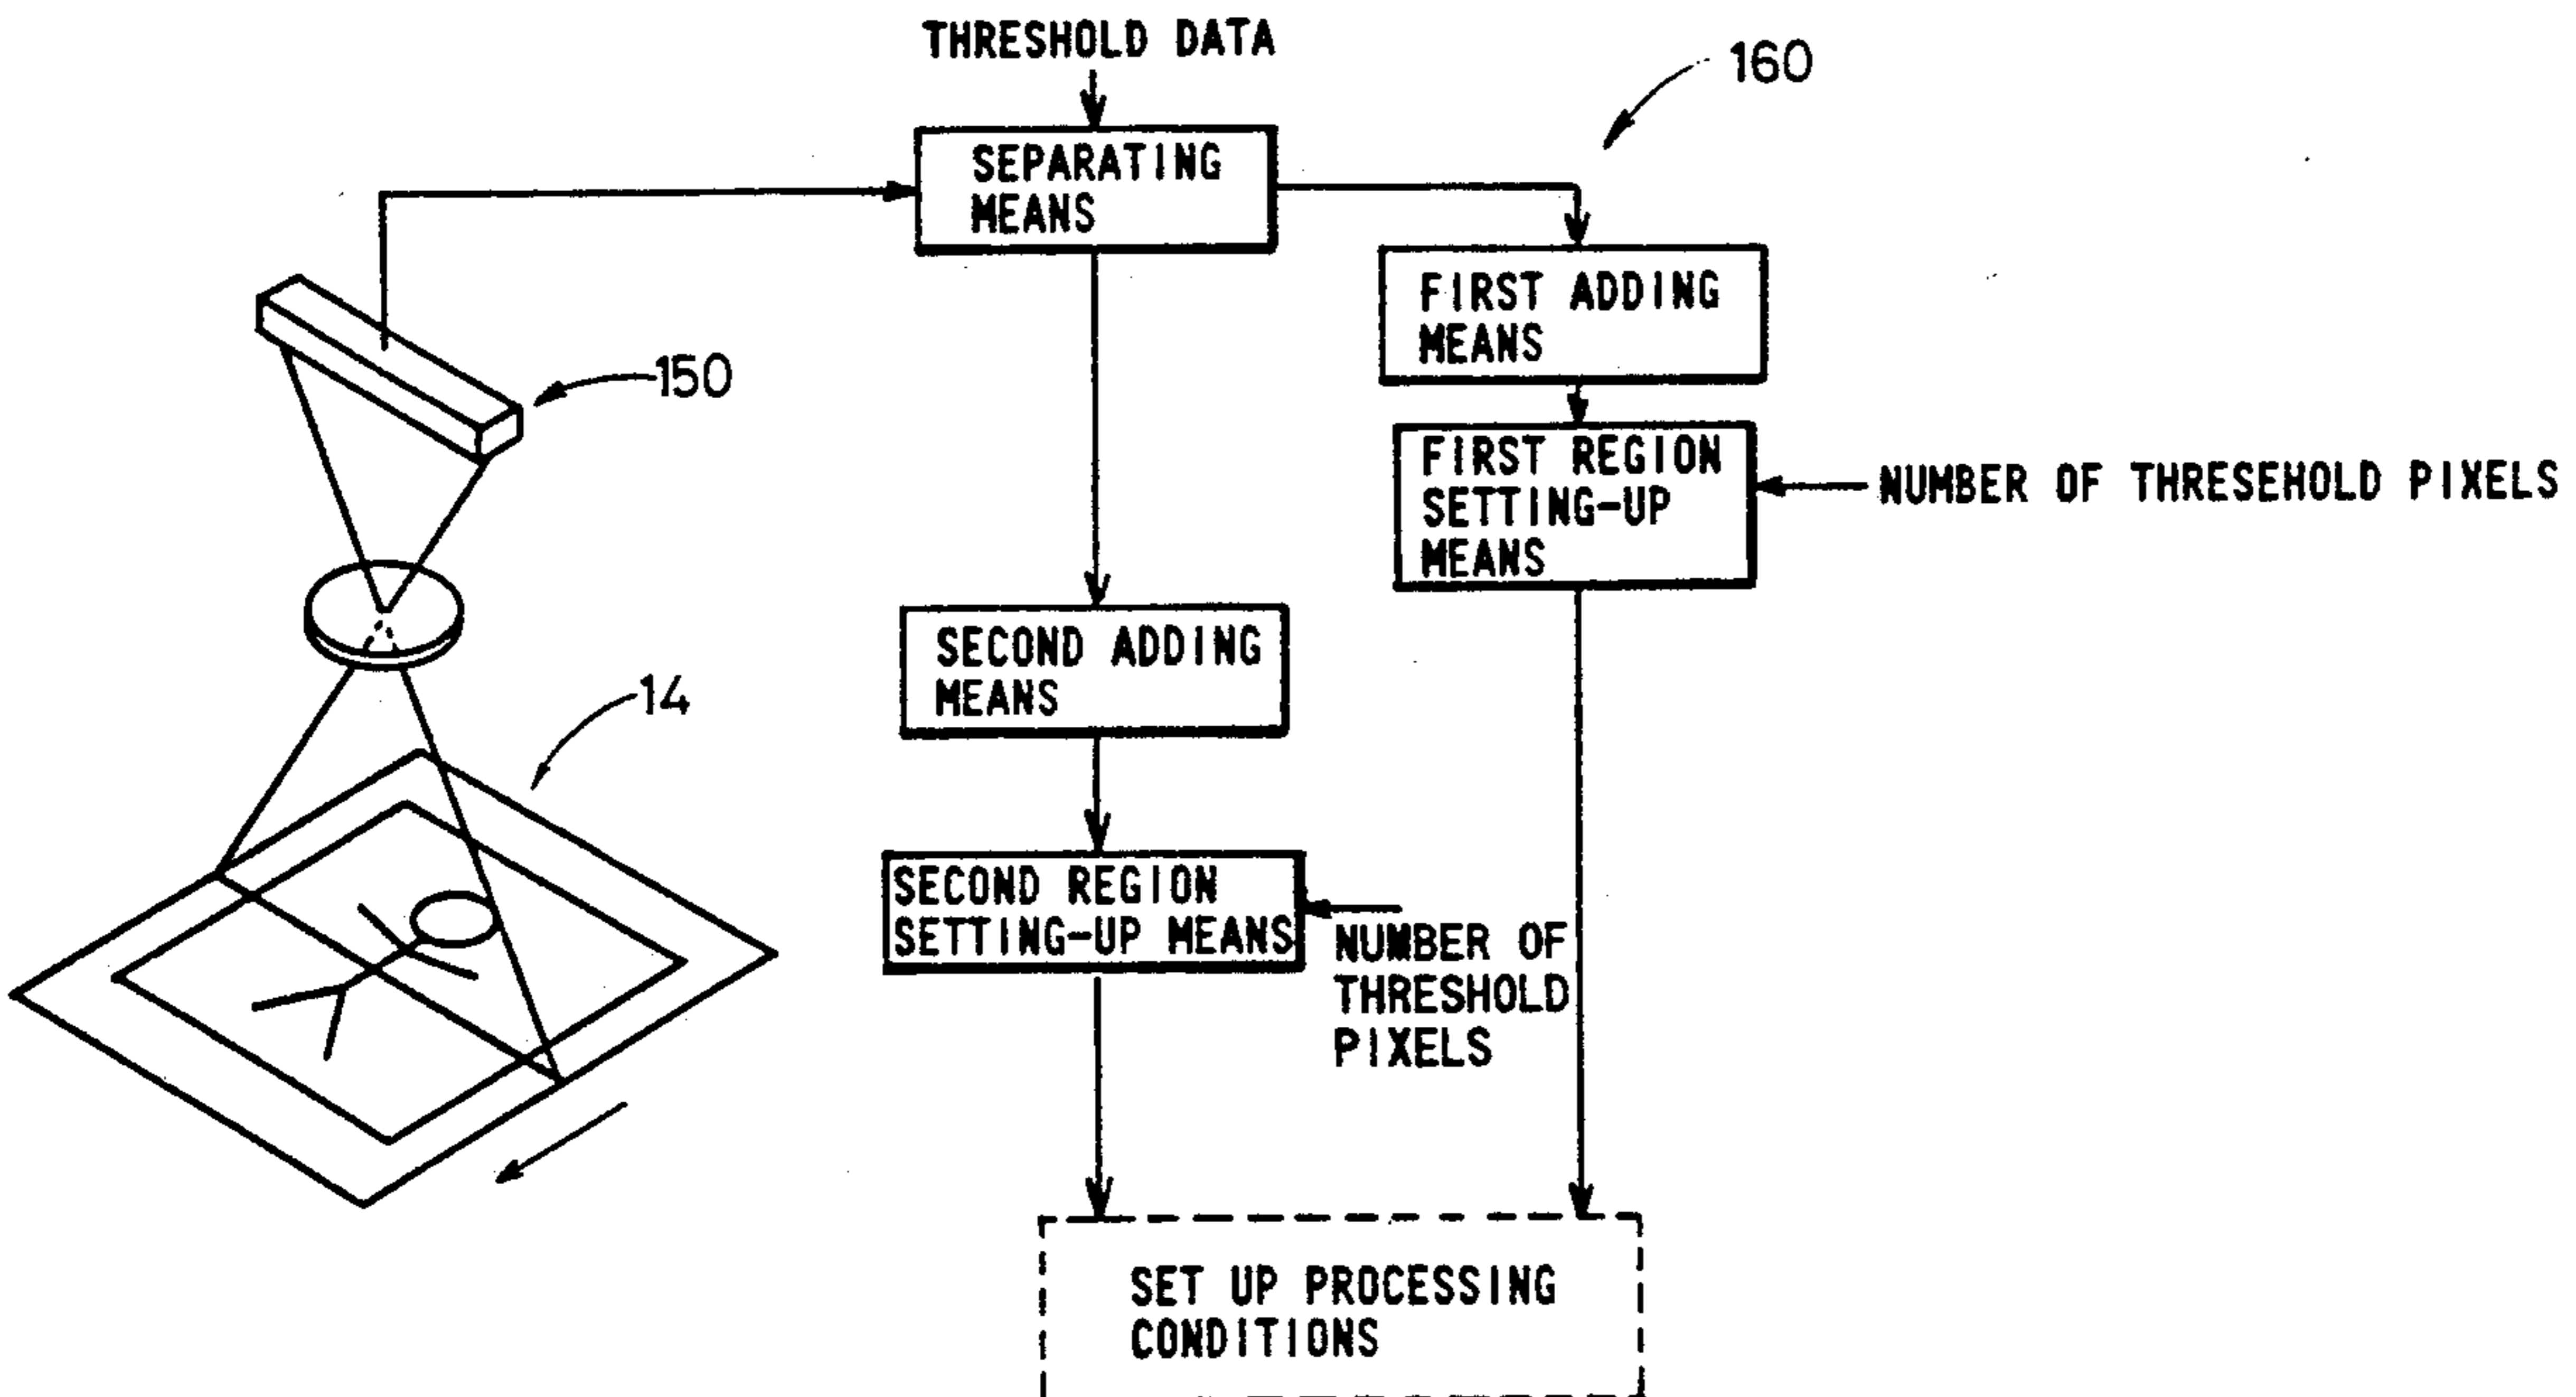 THRESHOLD DATA
160
SEPARATING
MEANS
FIRST ADDING
MEANS
150
FIRST REGION
SETTING-UP
MEANS
NUMBER OF THRESEHOLD PIXELS
SECOND ADDING
MEANS
14
SECOND REGION
SETTING-UP MEANS
NUMBER OF
THRESHOLD
PIXELS
SET UP PROCESSING
CONDITIONS